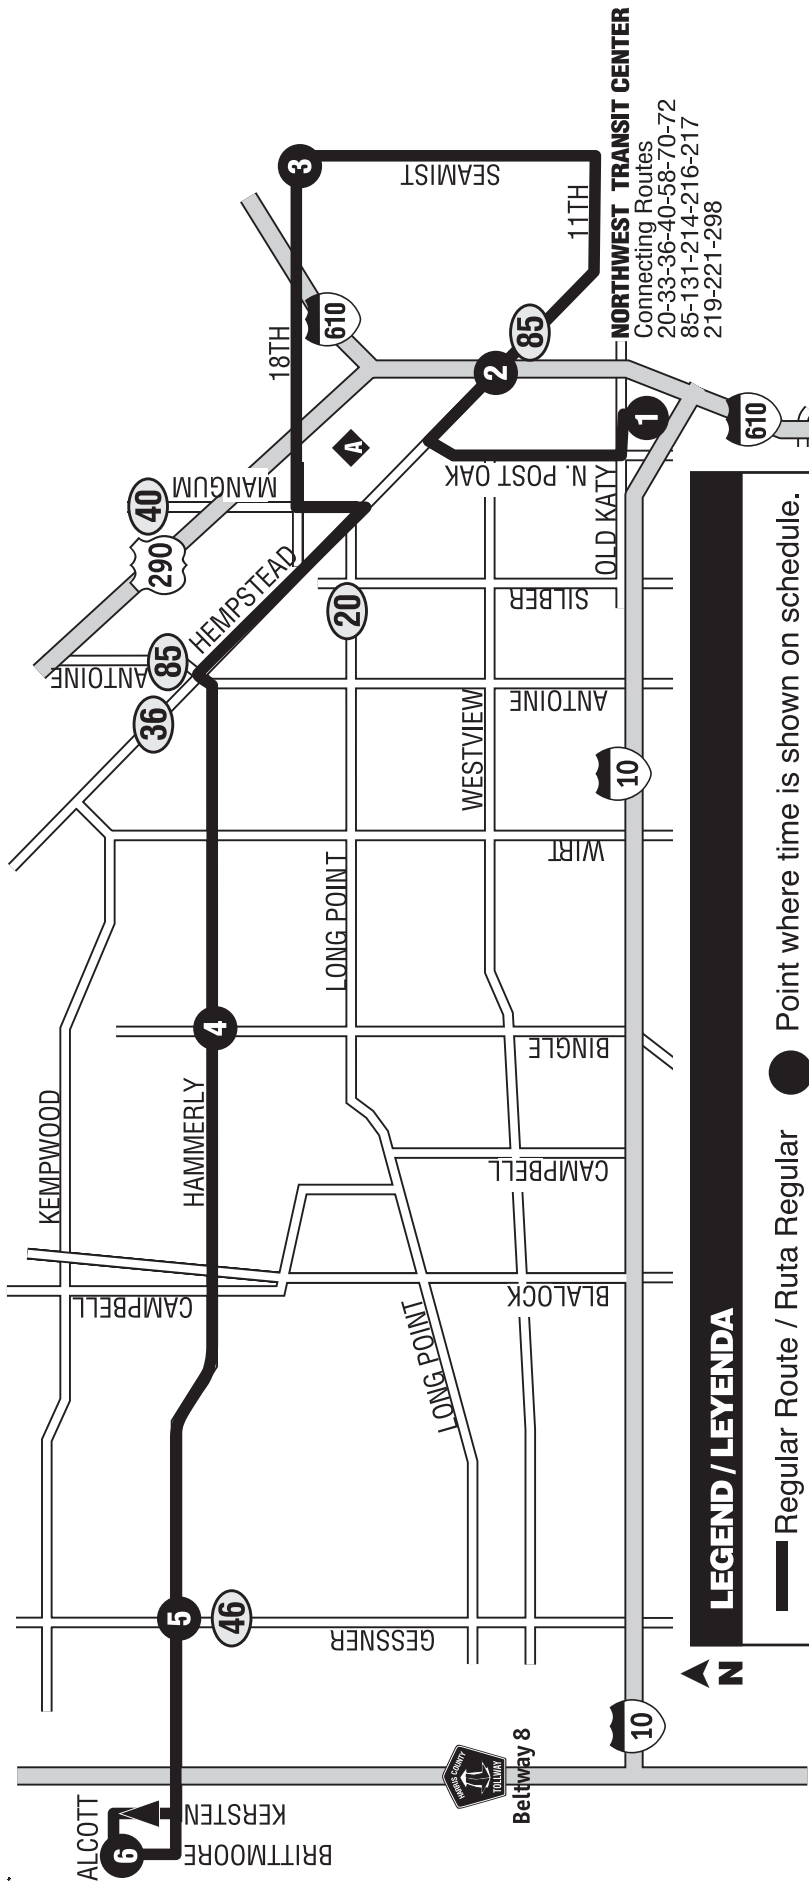 ALCOTT
6
KERSTEN
BRITTMOORE
5
46
GESSNER
HARRIS COUNTY
TOLLWAY
Beltway 8
10
KEMPWOOD
CAMPBELL
HAMMERLY
4
LONG POINT
BLALOCK
CAMPBELL
BINGLE
LONG POINT
WIRT
WESTVIEW
ANTOINE
10
36
85
ANTOINE
HEMPSTEAD
290
40
MANGUM
20
SILBER
OLD KATY
N. POST OAK
A
18TH
610
3
SEAMIST
11TH
85
2
1
610
NORTHWEST TRANSIT CENTER
Connecting Routes
20-33-36-40-58-70-72
85-131-214-216-217
219-221-298
N
LEGEND / LEYENDA
Regular Route / Ruta Regular
Point where time is shown on schedule.